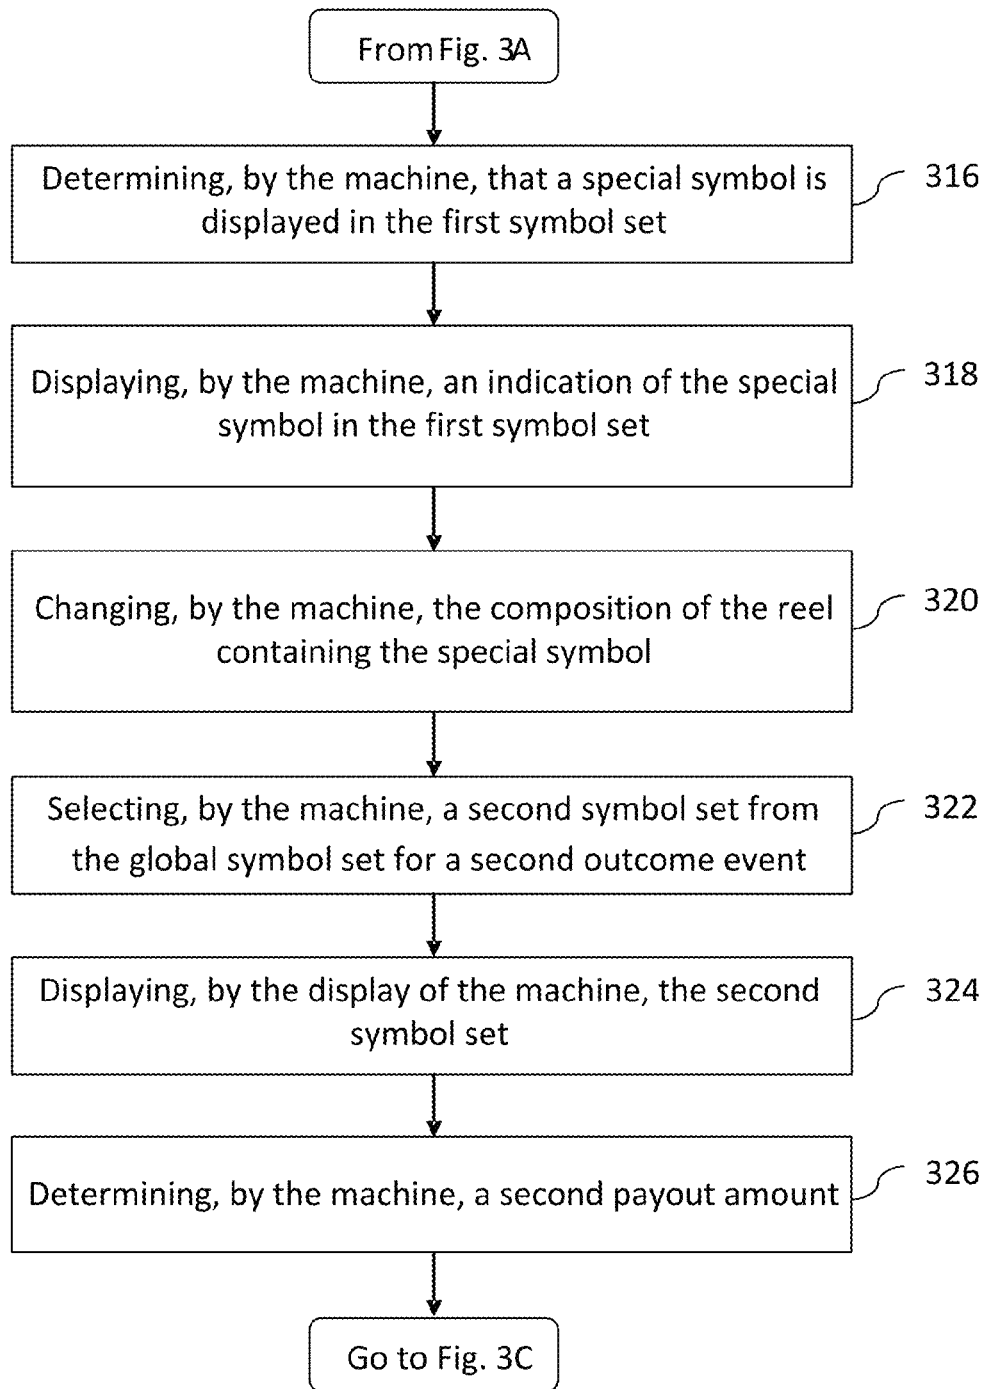 From Fig. 3A
Determining, by the machine, that a special symbol is
displayed in the first symbol set
316
Displaying, by the machine, an indication of the special
symbol in the first symbol set
318
Changing, by the machine, the composition of the reel
containing the special symbol
320
Selecting, by the machine, a second symbol set from
the global symbol set for a second outcome event
322
Displaying, by the display of the machine, the second
symbol set
324
Determining, by the machine, a second payout amount
326
Go to Fig. 3C